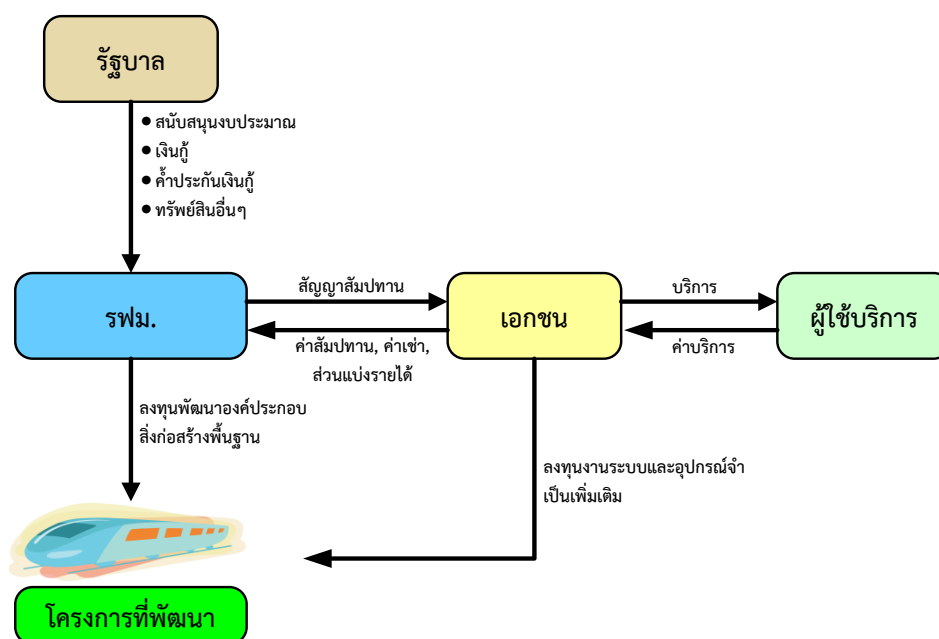 รัฐบาล
● สนับสนุนงบประมาณ
● เงินกู้
● ค้ำประกันเงินกู้
● ทรัพย์สินอื่นๆ
รฟม.
สัญญาสัมปทาน
ค่าสัมปทาน, ค่าเช่า,
ส่วนแบ่งรายได้
เอกชน
บริการ
ค่าบริการ
ผู้ใช้บริการ
ลงทุนพัฒนาองค์ประกอบ
สิ่งก่อสร้างพื้นฐาน
ลงทุนงานระบบและอุปกรณ์จำ
เป็นเพิ่มเติม
โครงการที่พัฒนา